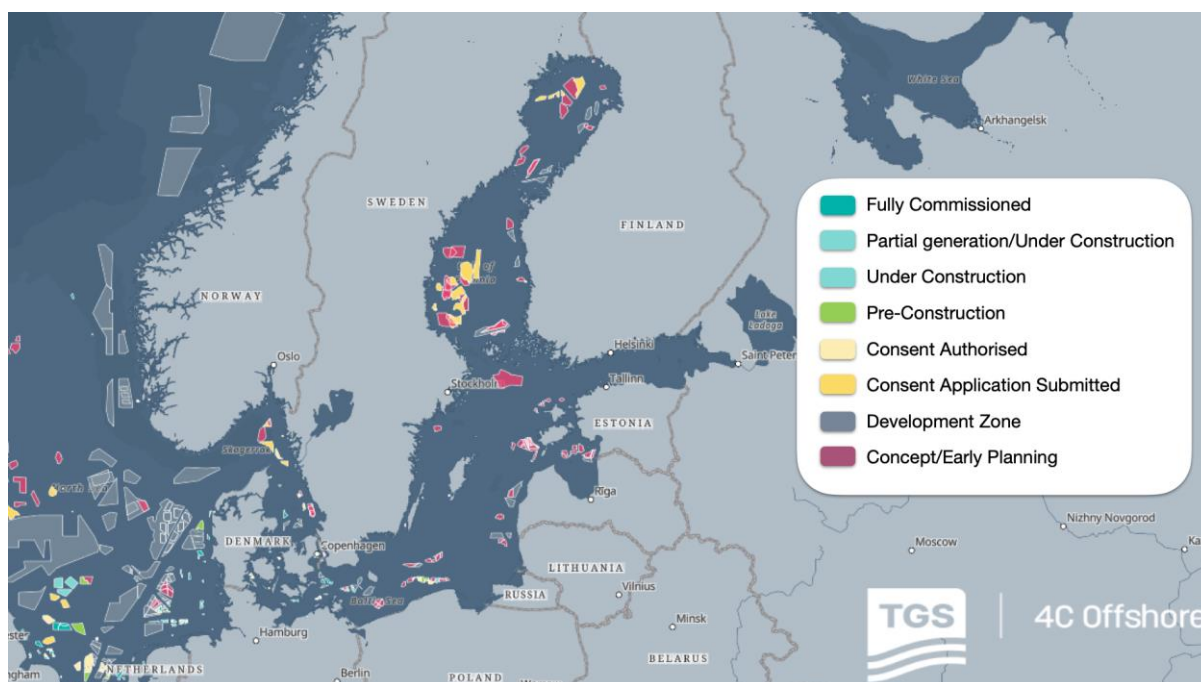 White Sea
Arkhangelsk
SWEDEN
FINLAND
NORWAY
Lake
Ladoga
Oslo
Helsinki
Saint Peter
Stockholm
Tallinn
ESTONIA
Skagerrak
North Sea
Rīga
DENMARK
Copenhagen
LITHUANIA
Vilnius
RUSSIA
Baltic Sea
Minsk
Moscow
Nizhny Novgorod
Ka
Hamburg
NETHERLANDS
Berlin
POLAND
BELARUS
Fully Commissioned
Partial generation/Under Construction
Under Construction
Pre-Construction
Consent Authorised
Consent Application Submitted
Development Zone
Concept/Early Planning
TGS
4C Offshore